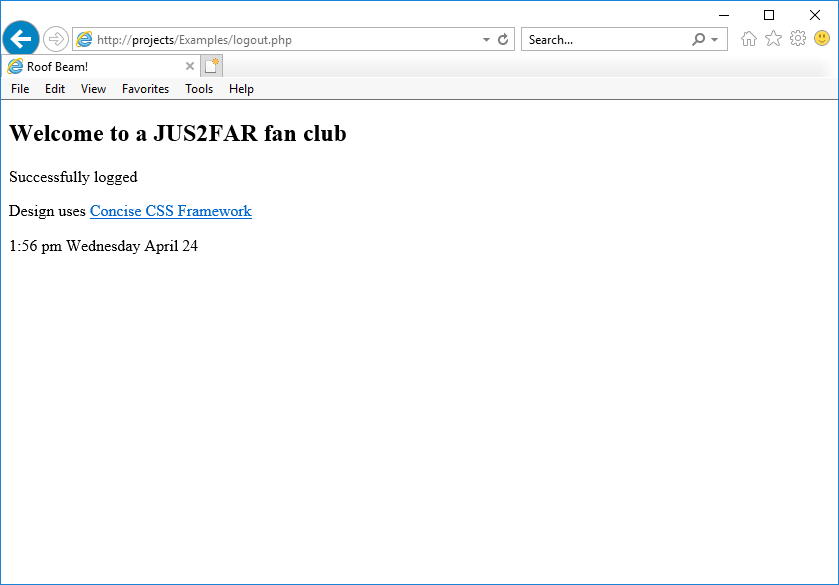 http://projects/Examples/logout.php
Search...
Roof Beam!
File Edit View Favorites Tools Help
Welcome to a JUS2FAR fan club
Successfully logged
Design uses Concise CSS Framework
1:56 pm Wednesday April 24